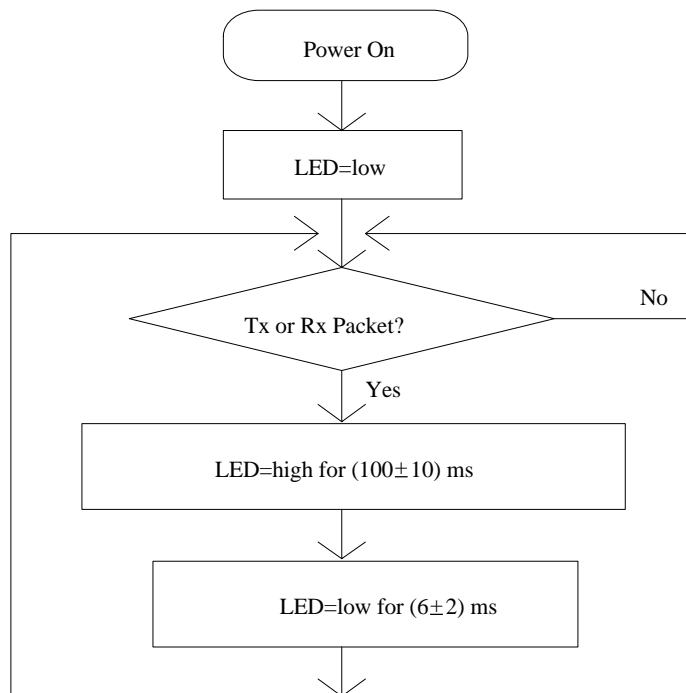 Power On
LED=low
Tx or Rx Packet?
No
Yes
LED=high for (100±10) ms
LED=low for (6±2) ms